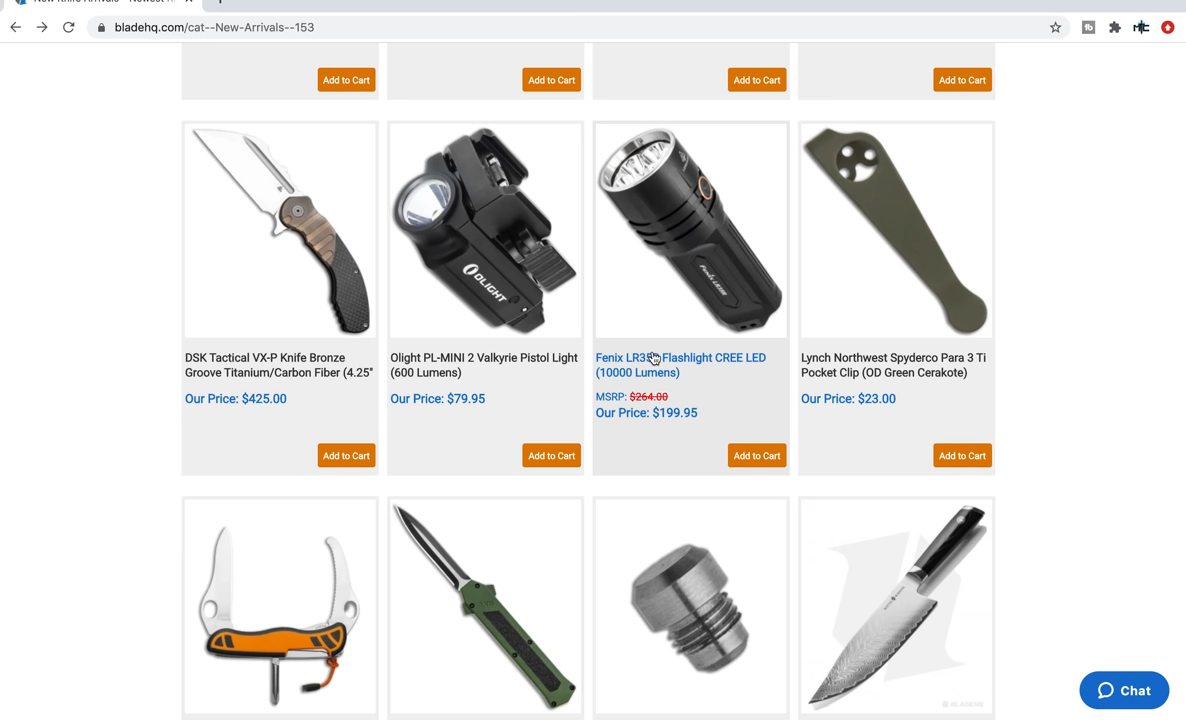 bladehq.com/cat--New-Arrivals--153
Add to Cart
Add to Cart
Add to Cart
Add to Cart
OLIGHT
Fenix LR35R
DSK Tactical VX-P Knife Bronze
Groove Titanium/Carbon Fiber (4.25"
Our Price: $425.00
Add to Cart
Olight PL-MINI 2 Valkyrie Pistol Light
(600 Lumens)
Our Price: $79.95
Add to Cart
Flashlight CREE LED
(10000 Lumens)
MSRP: $264.00
Our Price: $199.95
Add to Cart
Lynch Northwest Spyderco Para 3 Ti
Pocket Clip (OD Green Cerakote)
Our Price: $23.00
Add to Cart
Chat